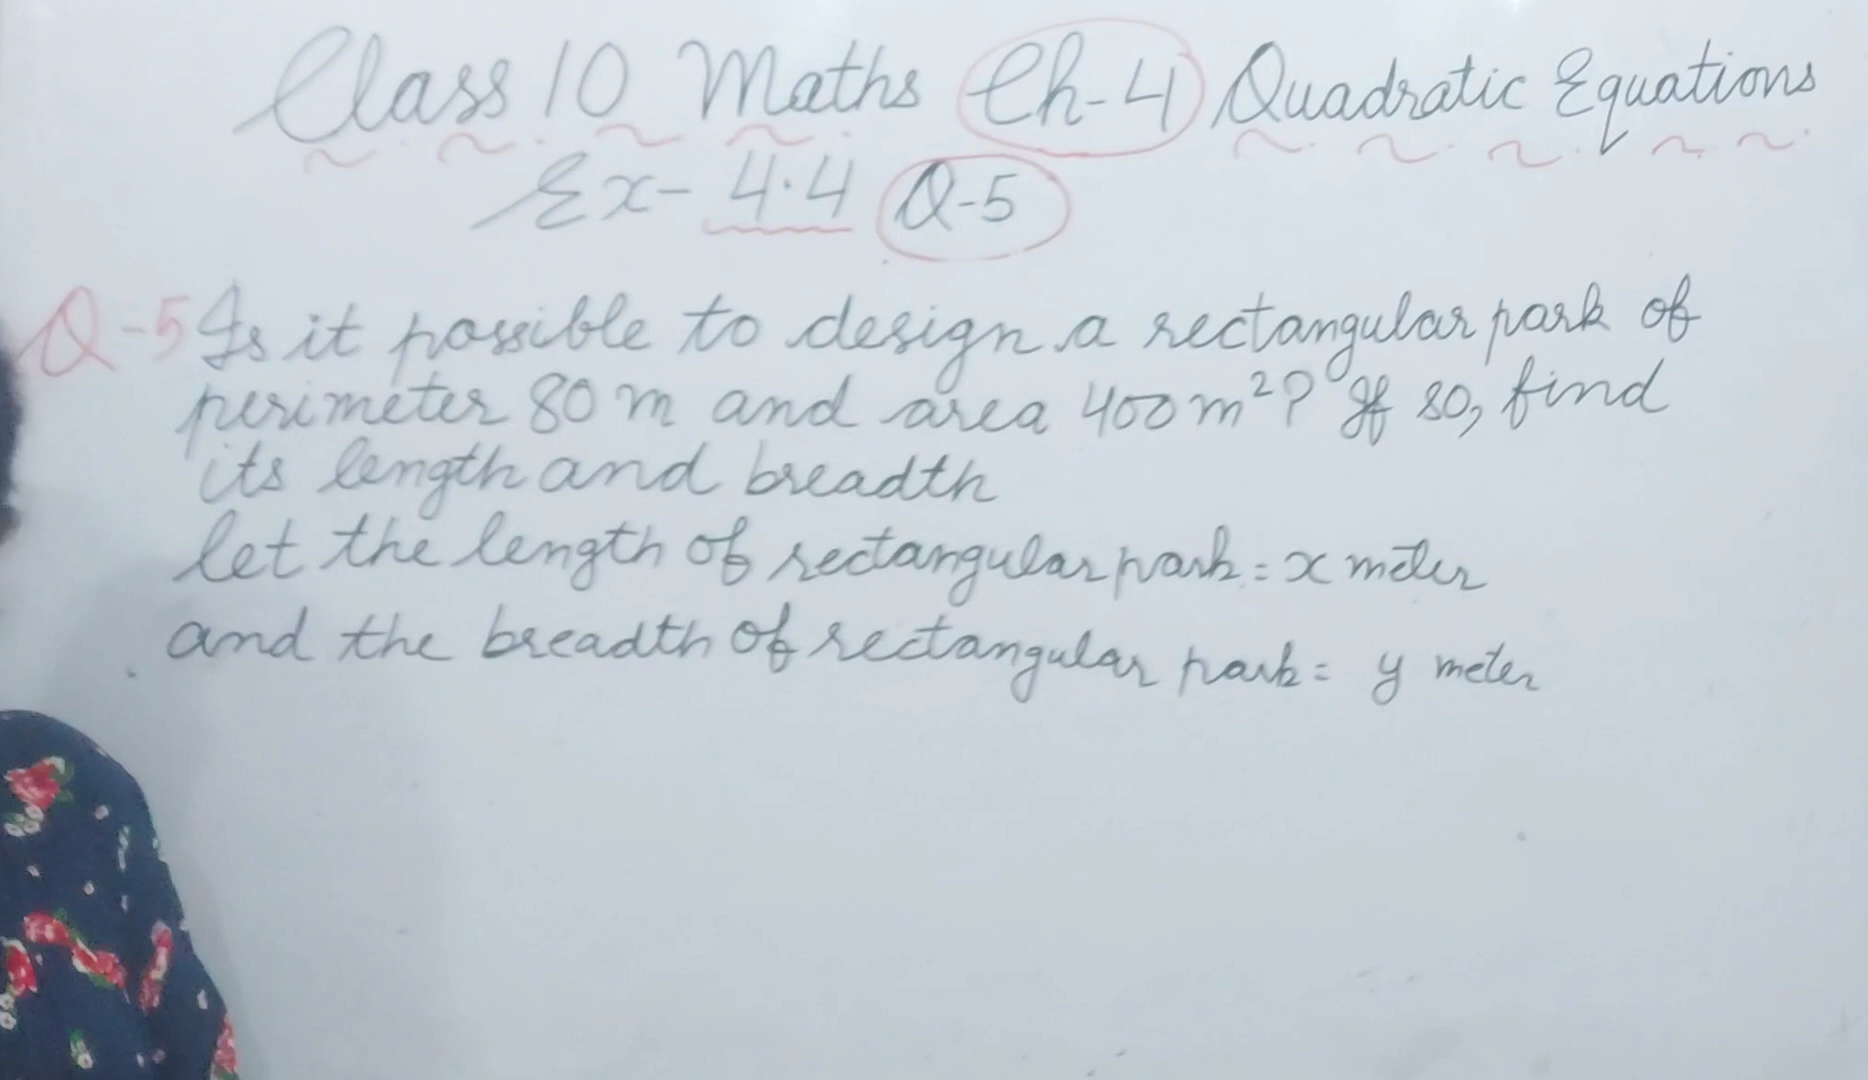 Class 10 Maths Ch-4 Quadratic Equations
Ex- 4.4 Q-5
Q-5 Is it possible to design a rectangular park of
perimeter 80 m and area 400 m²? If so, find
its length and breadth
let the length of rectangular park = x meter
and the breadth of rectangular park = y meter